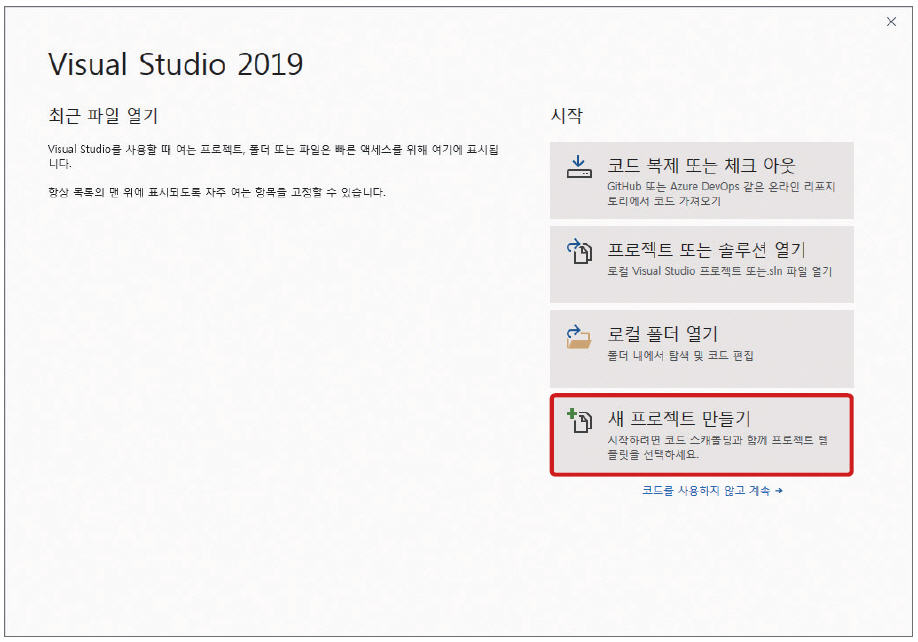 Visual Studio 2019
최근 파일 열기
Visual Studio를 사용할 때 여는 프로젝트, 폴더 또는 파일은 빠른 액세스를 위해 여기에 표시됩
니다.
항상 목록의 맨 위에 표시되도록 자주 여는 항목을 고정할 수 있습니다.
시작
코드 복제 또는 체크 아웃
GitHub 또는 Azure DevOps 같은 온라인 리포지
토리에서 코드 가져오기
프로젝트 또는 솔루션 열기
로컬 Visual Studio 프로젝트 또는.sln 파일 열기
로컬 폴더 열기
폴더 내에서 탐색 및 코드 편집
새 프로젝트 만들기
시작하려면 코드 스캐폴딩과 함께 프로젝트 템
플릿을 선택하세요.
코드를 사용하지 않고 계속 →